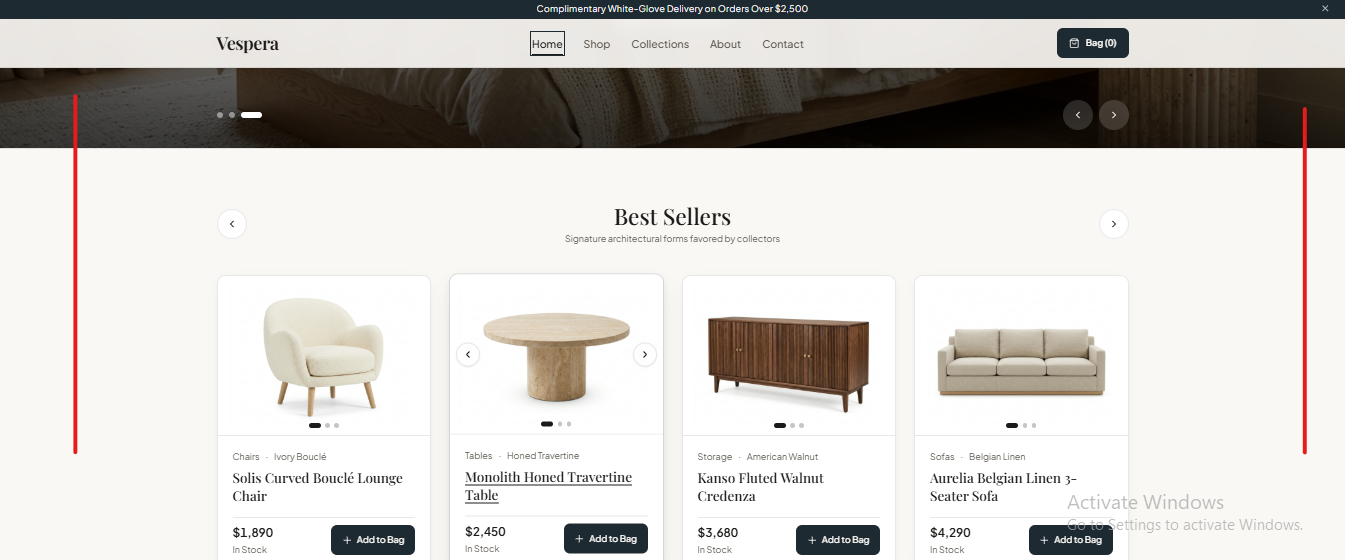 Complimentary White-Glove Delivery on Orders Over $2,500
Vespera
Home
Shop
Collections
About
Contact
Bag (0)
Best Sellers
Signature architectural forms favored by collectors
Chairs · Ivory Bouclé
Solis Curved Bouclé Lounge
Chair
$1,890
In Stock
Add to Bag
Tables · Honed Travertine
Monolith Honed Travertine
Table
$2,450
In Stock
Add to Bag
Storage · American Walnut
Kanso Fluted Walnut
Credenza
$3,680
In Stock
Add to Bag
Sofas · Belgian Linen
Aurelia Belgian Linen 3-
Seater Sofa
$4,290
In Stock
Add to Bag
Activate Windows
Go to Settings to activate Windows.